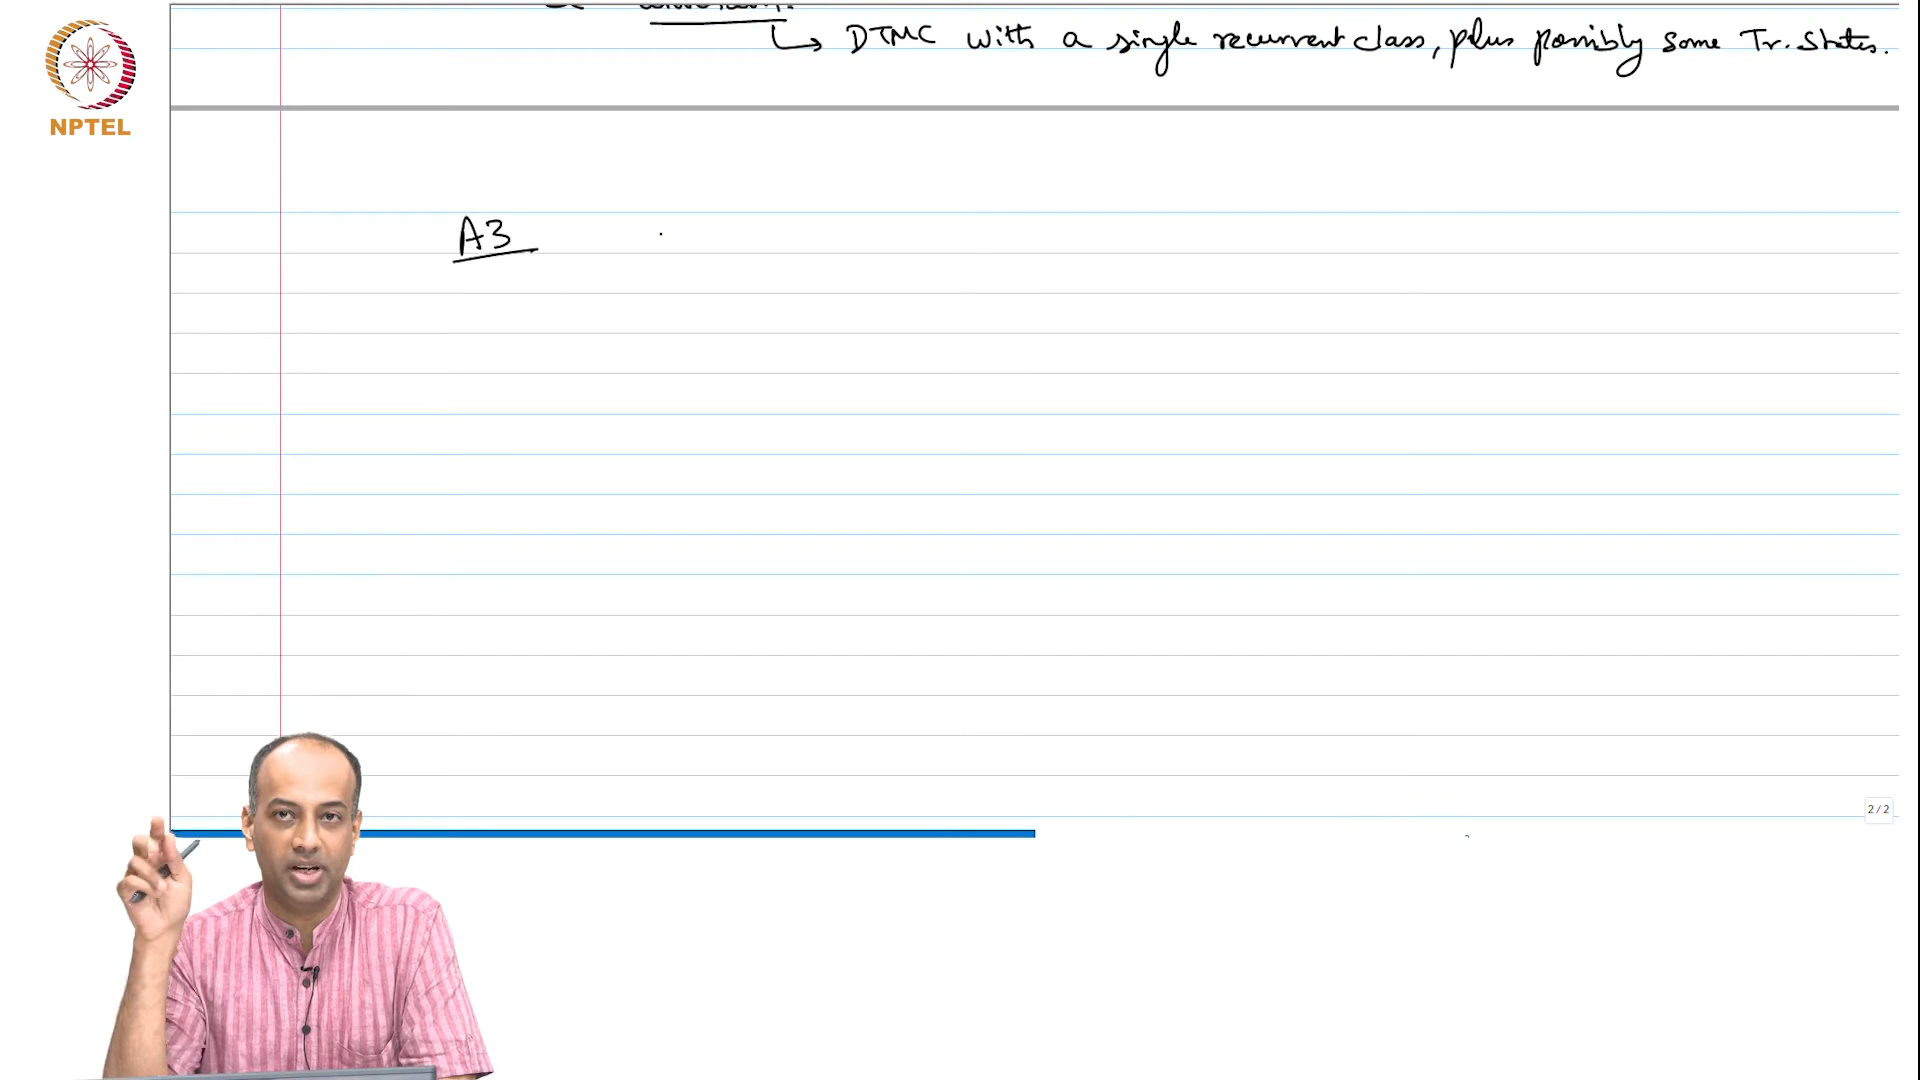 ↳ DTMC with a single recurrent class, plus possibly some Tr. states.
NPTEL
A3
2/2